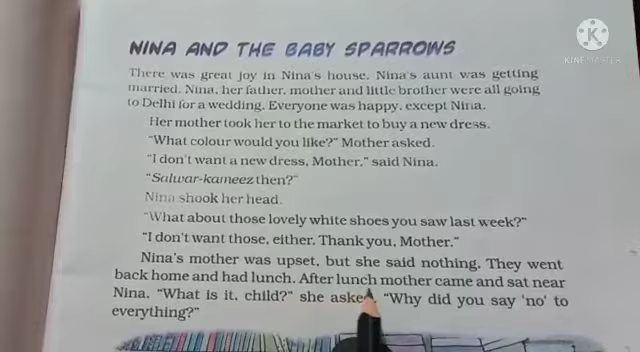 NINA AND THE BABY SPARROWS
KINEMASTER
There was great joy in Nina's house. Nina's aunt was getting
married. Nina, her father, mother and little brother were all going
to Delhi for a wedding. Everyone was happy, except Nina.
Her mother took her to the market to buy a new dress.
"What colour would you like?" Mother asked.
"I don't want a new dress, Mother," said Nina.
"Salwar-kameez then?"
Nina shook her head.
"What about those lovely white shoes you saw last week?"
"I don't want those, either. Thank you, Mother."
Nina's mother was upset, but she said nothing. They went
back home and had lunch. After lunch mother came and sat near
Nina. "What is it, child?" she asked. "Why did you say 'no' to
everything?"